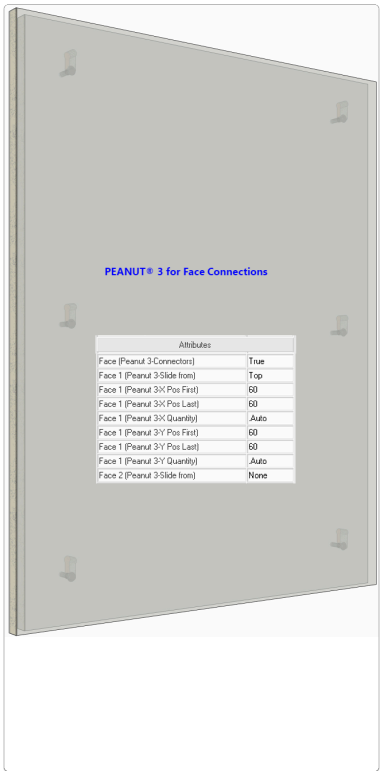 PEANUT® 3 for Face Connections
Attributes
Face (Peanut 3-Connectors) True
Face 1 (Peanut 3-Slide from) Top
Face 1 (Peanut 3-X Pos First) 60
Face 1 (Peanut 3-X Pos Last) 60
Face 1 (Peanut 3-X Quantity) .Auto
Face 1 (Peanut 3-Y Pos First) 60
Face 1 (Peanut 3-Y Pos Last) 60
Face 1 (Peanut 3-Y Quantity) .Auto
Face 2 (Peanut 3-Slide from) None